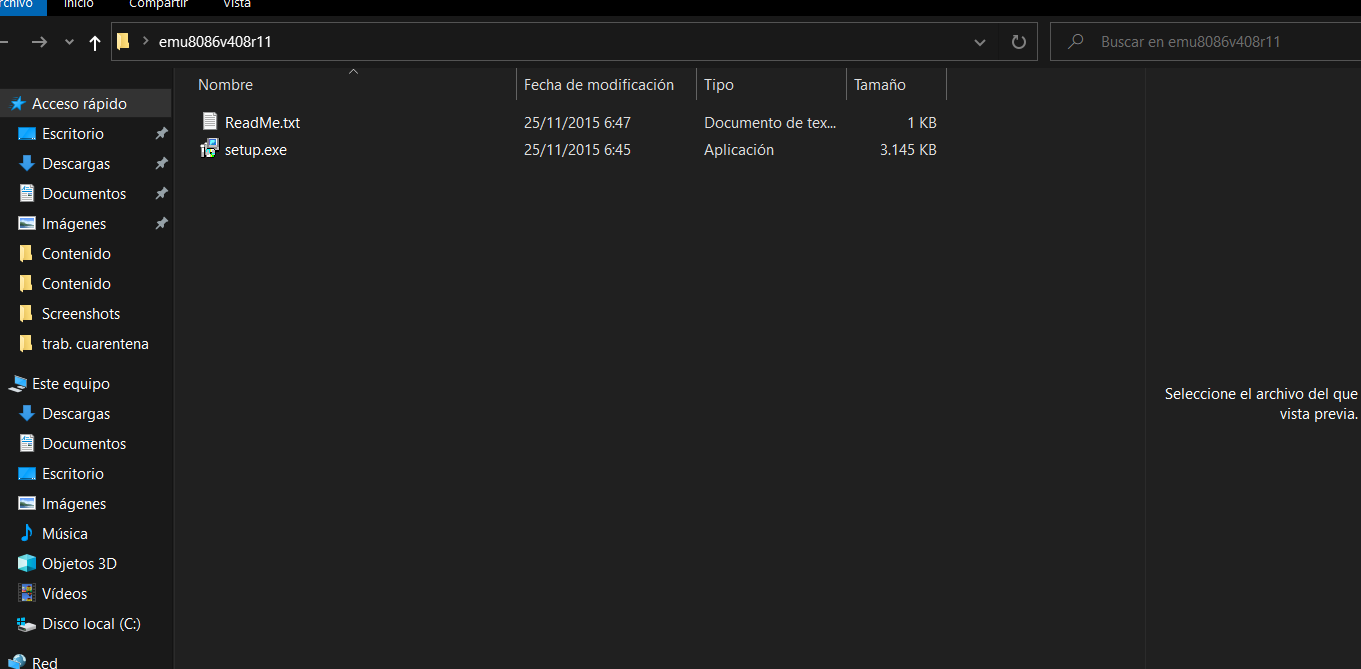 rchivo Inicio Compartir Vista
emu8086v408r11
Buscar en emu8086v408r11
Nombre Fecha de modificación Tipo Tamaño
ReadMe.txt 25/11/2015 6:47 Documento de tex... 1 KB
setup.exe 25/11/2015 6:45 Aplicación 3.145 KB
Acceso rápido
Escritorio
Descargas
Documentos
Imágenes
Contenido
Contenido
Screenshots
trab. cuarentena
Este equipo
Descargas
Documentos
Escritorio
Imágenes
Música
Objetos 3D
Vídeos
Disco local (C:)
Red
Seleccione el archivo del que
vista previa.